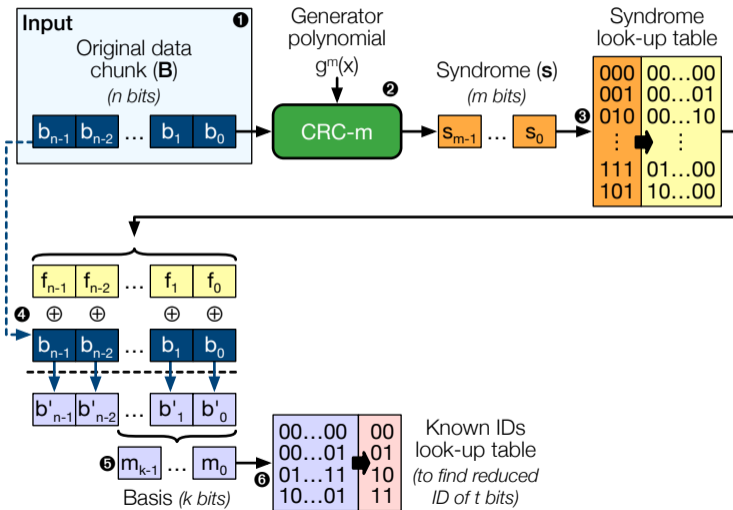 Input ❶
Original data
chunk (B)
(n bits)
b_{n-1} b_{n-2} ... b_1 b_0
Generator
polynomial
g^m(x)
❷
CRC-m
Syndrome (s)
(m bits)
s_{m-1} ... s_0
❸
Syndrome
look-up table
000 00...00
001 00...01
010 00...10
⋮ ⋮
111 01...00
101 10...00
f_{n-1} f_{n-2} ... f_1 f_0
❹ ⊕ ⊕ ⊕ ⊕
b_{n-1} b_{n-2} ... b_1 b_0
b'_{n-1} b'_{n-2} ... b'_1 b'_0
❺ m_{k-1} ... m_0
Basis (k bits)
❻
00...00 00
00...01 01
01...11 10
10...01 11
Known IDs
look-up table
(to find reduced
ID of t bits)